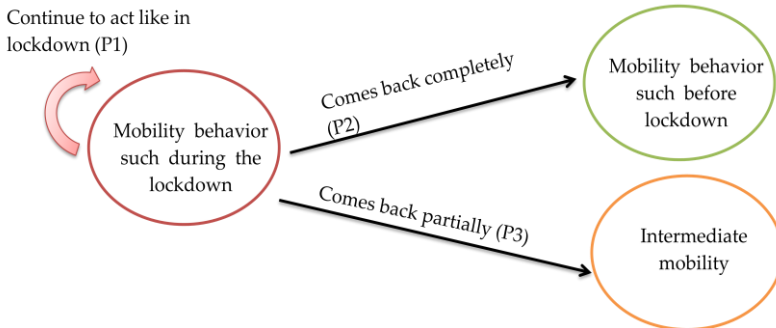 Continue to act like in
lockdown (P1)
Mobility behavior
such during the
lockdown
Comes back completely
(P2)
Mobility behavior
such before
lockdown
Comes back partially (P3)
Intermediate
mobility